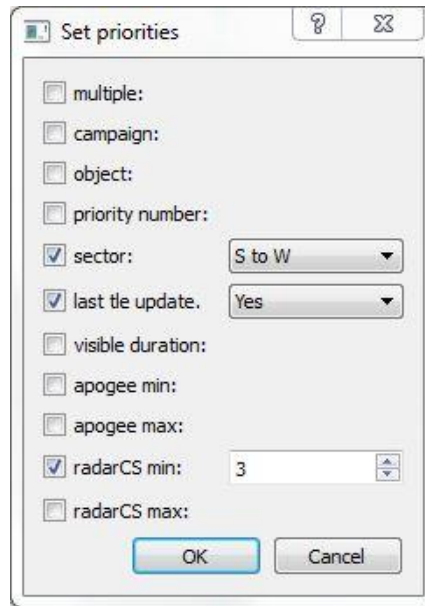 Set priorities
multiple:
campaign:
object:
priority number:
sector: S to W
last tle update. Yes
visible duration:
apogee min:
apogee max:
radarCS min: 3
radarCS max:
OK Cancel